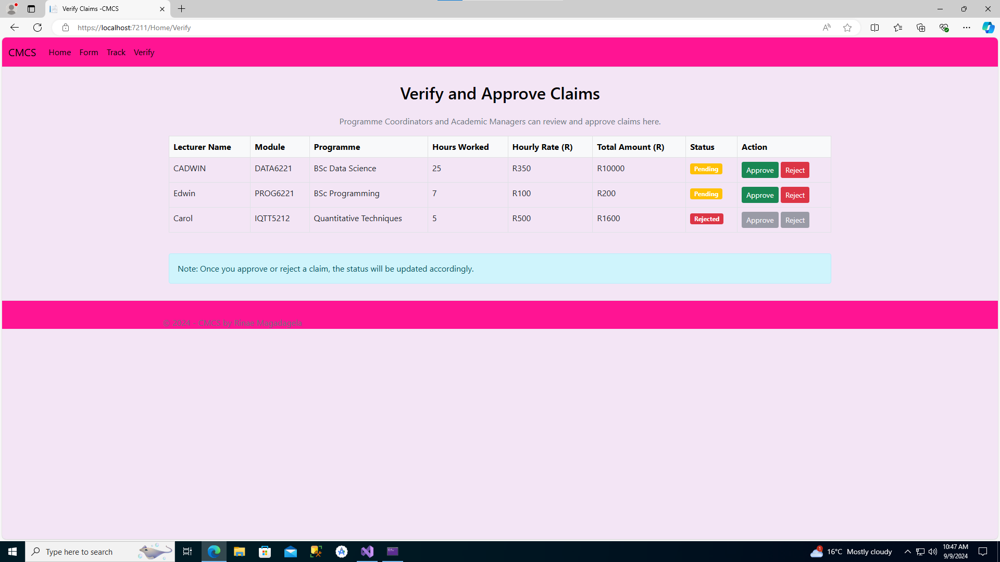 Verify Claims -CMCS
https://localhost:7211/Home/Verify
CMCS Home Form Track Verify
Verify and Approve Claims
Programme Coordinators and Academic Managers can review and approve claims here.
Lecturer Name Module Programme Hours Worked Hourly Rate (R) Total Amount (R) Status Action
CADWIN DATA6221 BSc Data Science 25 R350 R10000 Pending Approve Reject
Edwin PROG6221 BSc Programming 7 R100 R200 Pending Approve Reject
Carol IQTT5212 Quantitative Techniques 5 R500 R1600 Rejected Approve Reject
Note: Once you approve or reject a claim, the status will be updated accordingly.
© 2024 - CMCS by Rinae Magadagela
Type here to search
1 16°C Mostly cloudy
10:47 AM
9/9/2024